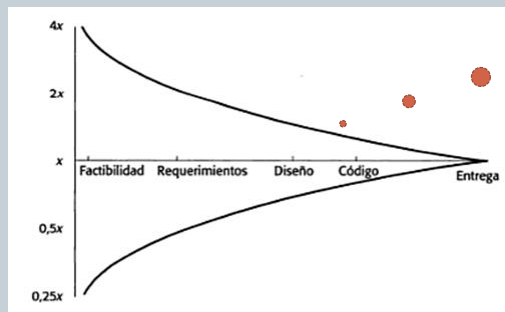 4x
2x
x
Factibilidad Requerimientos Diseño Código Entrega
0,5x
0,25x